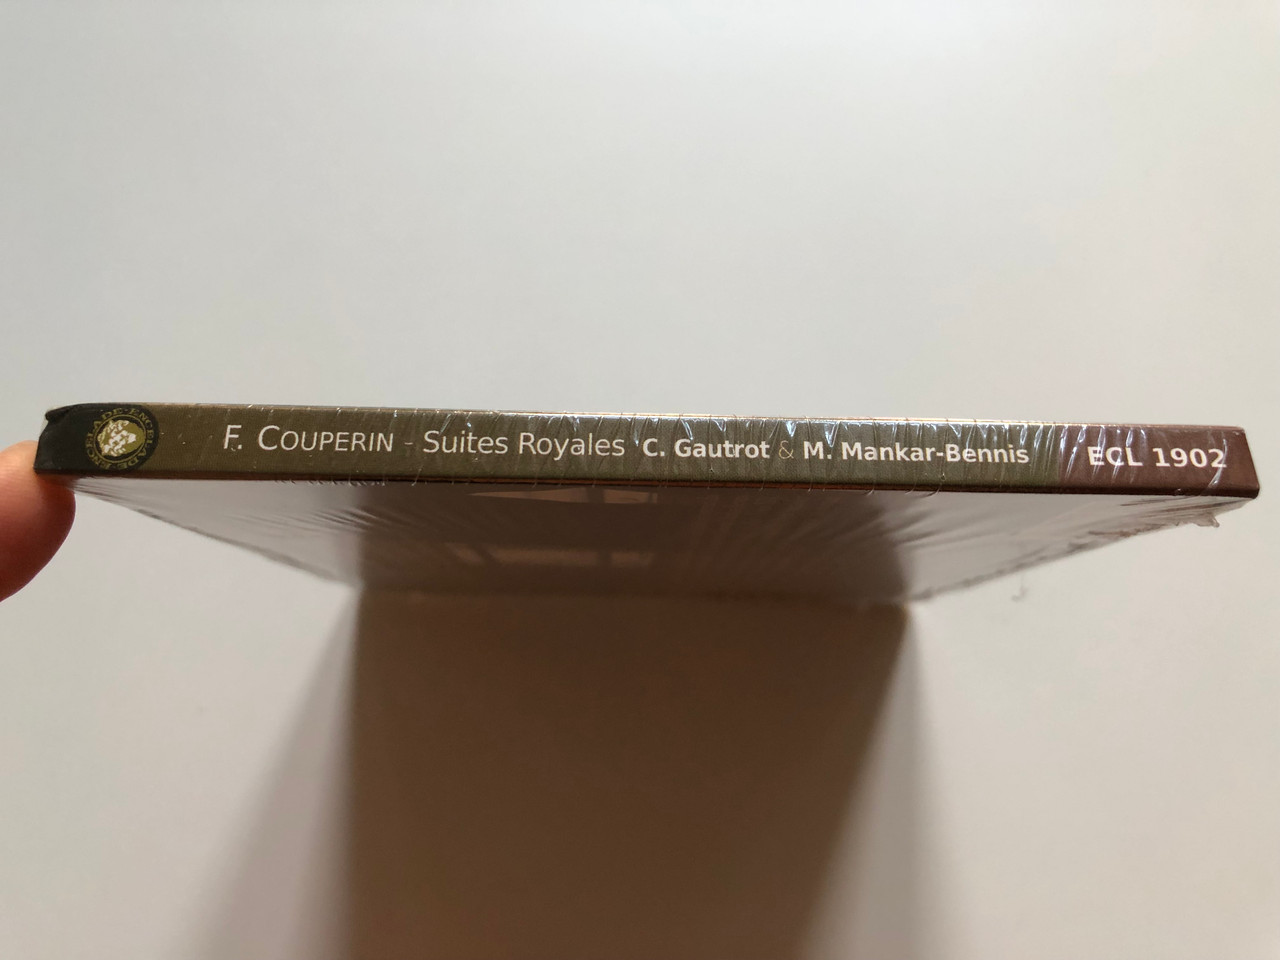 F. COUPERIN - Suites Royales C. Gautrot & M. Mankar-Bennis ECL 1902